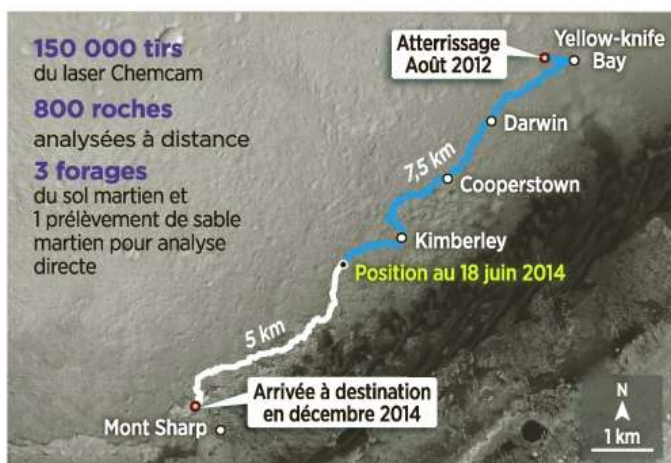 150 000 tirs
du laser Chemcam
800 roches
analysées à distance
3 forages
du sol martien et
1 prélèvement de sable
martien pour analyse
directe
Atterrissage
Août 2012
Yellow-knife
Bay
Darwin
7,5 km
Cooperstown
Kimberley
Position au 18 juin 2014
5 km
Arrivée à destination
en décembre 2014
Mont Sharp
N
1 km